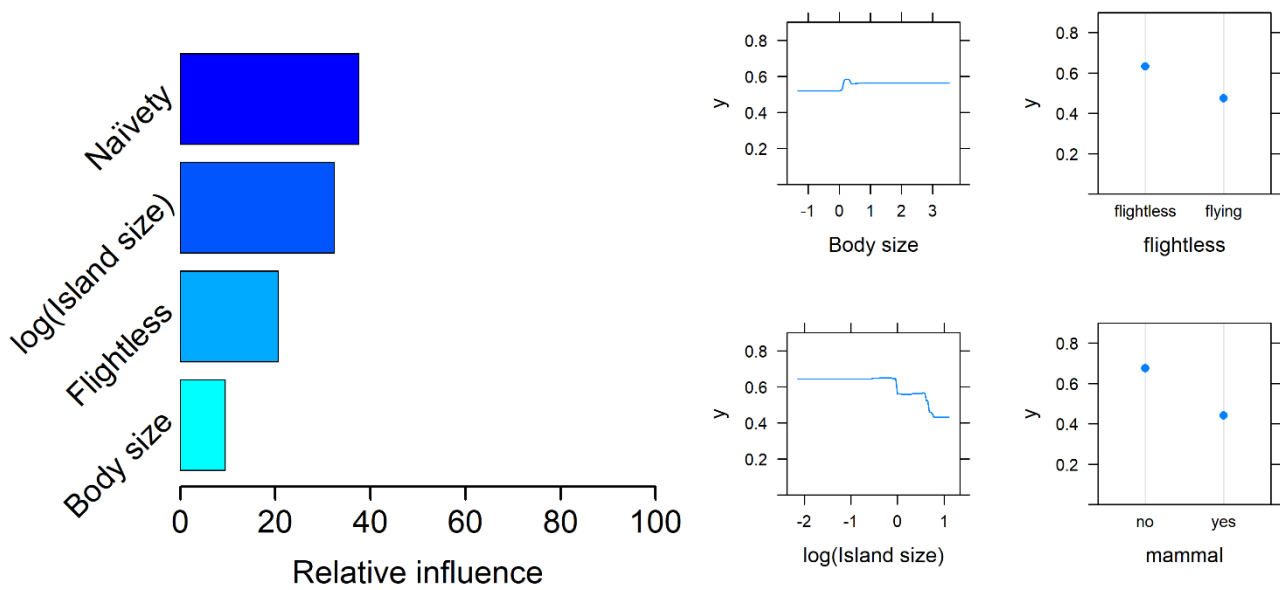 Naïvety
log(Island size)
Flightless
Body size
0 20 40 60 80 100
Relative influence
0.8
0.6
0.4
0.2
y
-1 0 1 2 3
Body size
0.8
0.6
0.4
0.2
y
flightless flying
flightless
0.8
0.6
0.4
0.2
y
-2 -1 0 1
log(Island size)
0.8
0.6
0.4
0.2
y
no yes
mammal